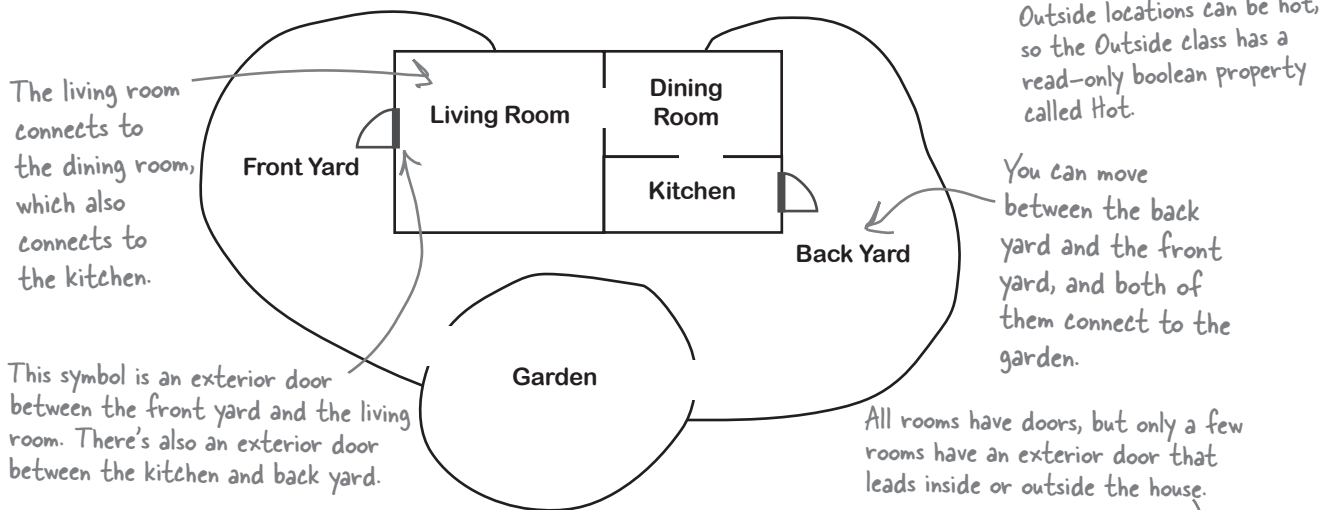 Outside locations can be hot,
so the Outside class has a
read-only boolean property
called Hot.
The living room
connects to
the dining room,
which also
connects to
the kitchen.
Living Room
Dining
Room
Front Yard
Kitchen
Back Yard
You can move
between the back
yard and the front
yard, and both of
them connect to the
garden.
Garden
This symbol is an exterior door
between the front yard and the living
room. There's also an exterior door
between the kitchen and back yard.
All rooms have doors, but only a few
rooms have an exterior door that
leads inside or outside the house.